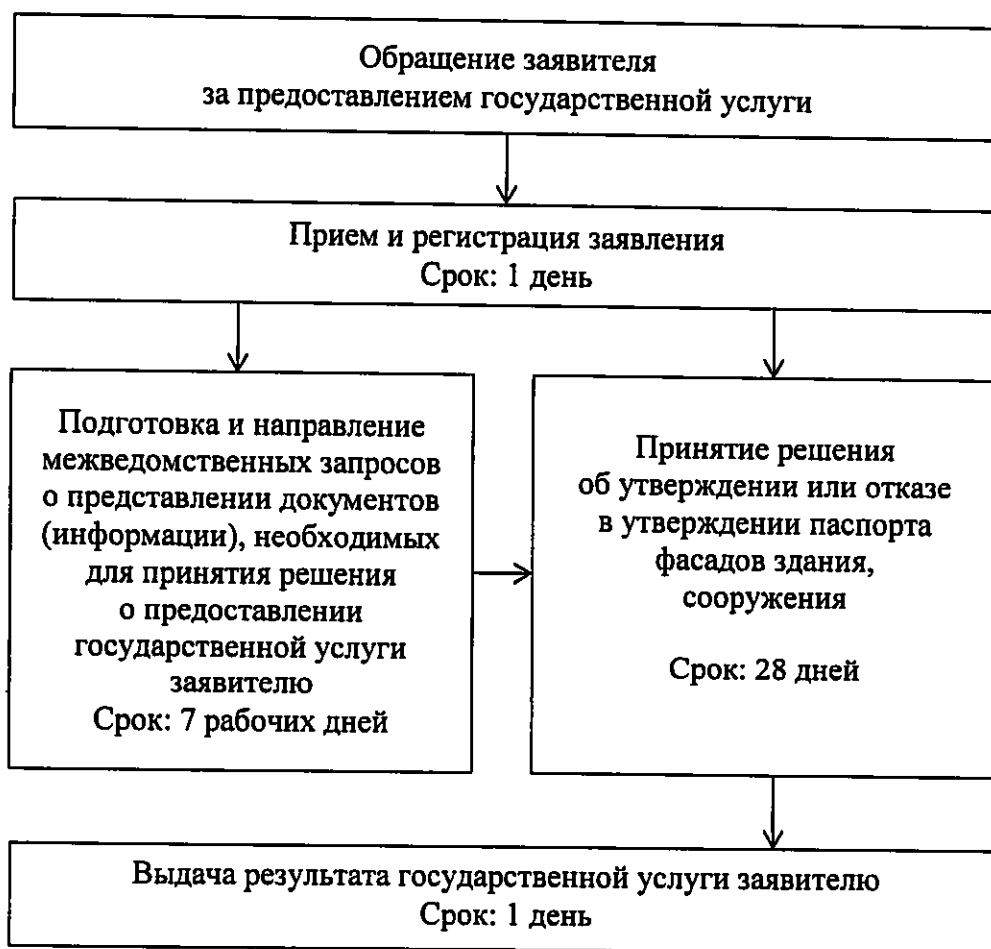 Обращение заявителя
за предоставлением государственной услуги
Прием и регистрация заявления
Срок: 1 день
Подготовка и направление
межведомственных запросов
о представлении документов
(информации), необходимых
для принятия решения
о предоставлении
государственной услуги
заявителю
Срок: 7 рабочих дней
Принятие решения
об утверждении или отказе
в утверждении паспорта
фасадов здания,
сооружения
Срок: 28 дней
Выдача результата государственной услуги заявителю
Срок: 1 день